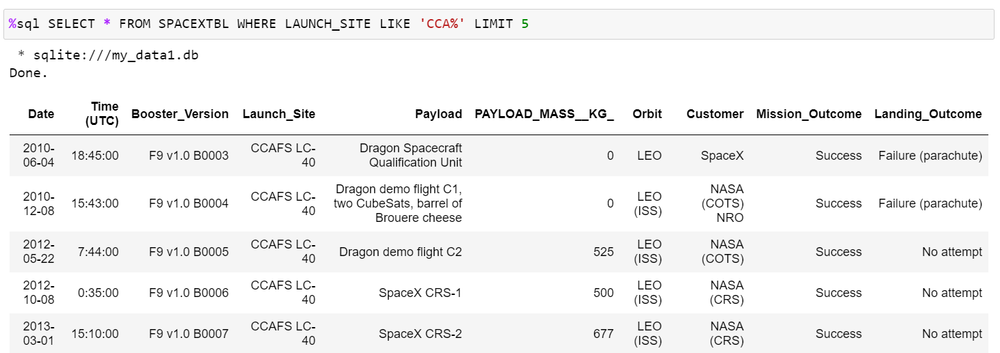 %sql SELECT * FROM SPACEXTBL WHERE LAUNCH_SITE LIKE 'CCA%' LIMIT 5
* sqlite:///my_data1.db
Done.
Date Time (UTC) Booster_Version Launch_Site Payload PAYLOAD_MASS__KG_ Orbit Customer Mission_Outcome Landing_Outcome
2010-06-04 18:45:00 F9 v1.0 B0003 CCAFS LC-40 Dragon Spacecraft Qualification Unit 0 LEO SpaceX Success Failure (parachute)
2010-12-08 15:43:00 F9 v1.0 B0004 CCAFS LC-40 Dragon demo flight C1, two CubeSats, barrel of Brouere cheese 0 LEO (ISS) NASA (COTS) NRO Success Failure (parachute)
2012-05-22 7:44:00 F9 v1.0 B0005 CCAFS LC-40 Dragon demo flight C2 525 LEO (ISS) NASA (COTS) Success No attempt
2012-10-08 0:35:00 F9 v1.0 B0006 CCAFS LC-40 SpaceX CRS-1 500 LEO (ISS) NASA (CRS) Success No attempt
2013-03-01 15:10:00 F9 v1.0 B0007 CCAFS LC-40 SpaceX CRS-2 677 LEO (ISS) NASA (CRS) Success No attempt